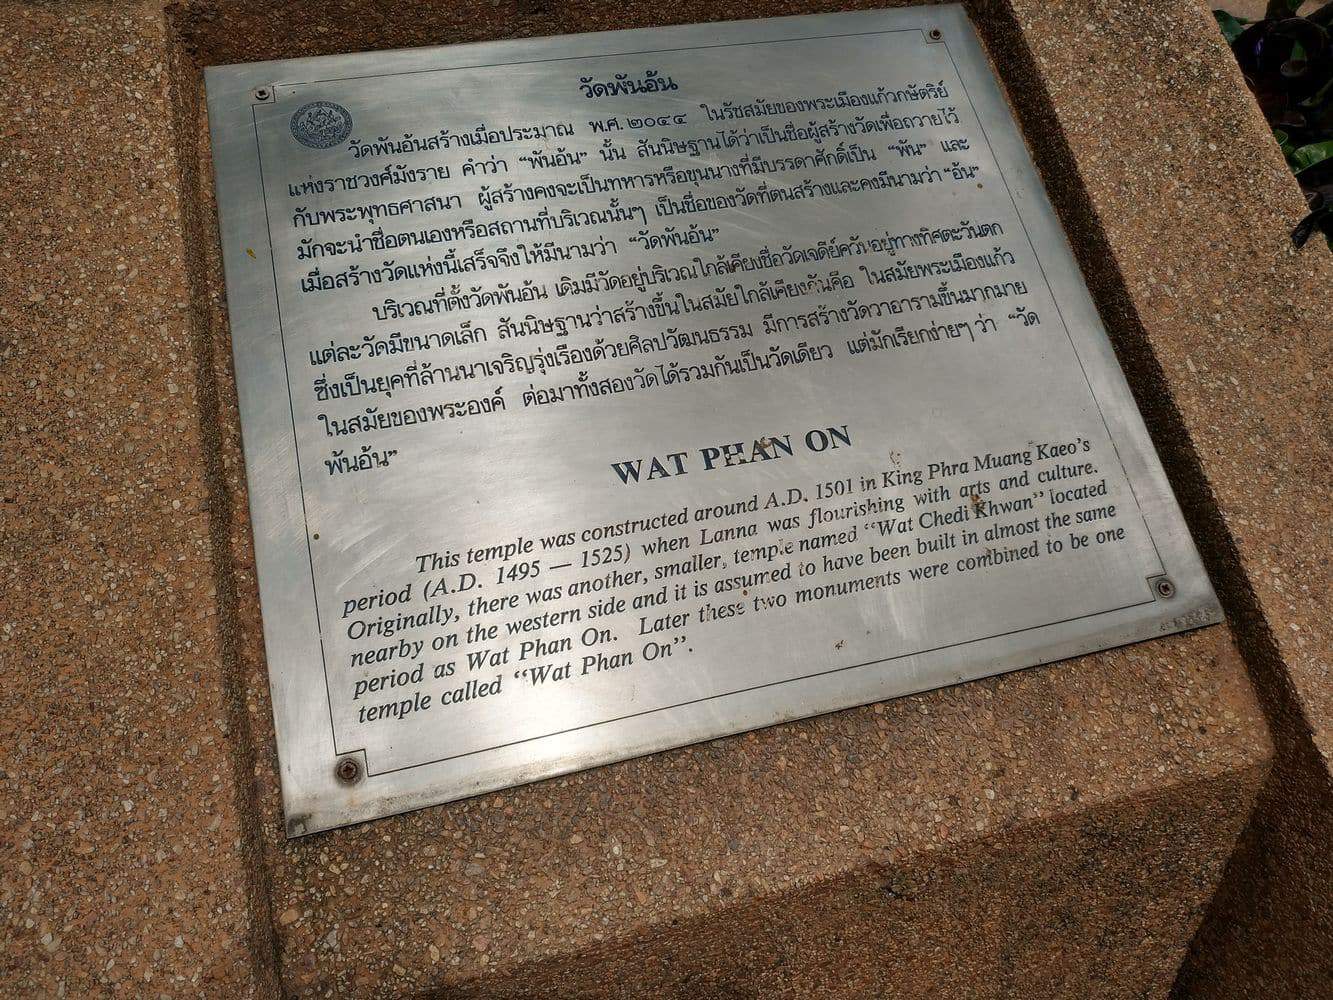 วัดพันอ้น
วัดพันอ้นสร้างเมื่อประมาณ พ.ศ. ๒๐๔๔ ในรัชสมัยของพระเมืองแก้วกษัตริย์
แห่งราชวงศ์มังราย คำว่า “พันอ้น” นั้น สันนิษฐานได้ว่าเป็นชื่อผู้สร้างวัดเพื่อถวายไว้
กับพระพุทธศาสนา ผู้สร้างคงจะเป็นทหารหรือขุนนางที่มีบรรดาศักดิ์เป็น “พัน” และ
มักจะนำชื่อตนเองหรือสถานที่บริเวณนั้นๆ เป็นชื่อของวัดที่ตนสร้างและคงมีนามว่า “อ้น”
เมื่อสร้างวัดแห่งนี้เสร็จจึงให้มีนามว่า “วัดพันอ้น”
บริเวณที่ตั้งวัดพันอ้น เดิมมีวัดอยู่บริเวณใกล้เคียงชื่อวัดเจดีย์ควันอยู่ทางทิศตะวันตก
แต่ละวัดมีขนาดเล็ก สันนิษฐานว่าสร้างขึ้นในสมัยใกล้เคียงกันคือ ในสมัยพระเมืองแก้ว
ซึ่งเป็นยุคที่ล้านนาเจริญรุ่งเรืองด้วยศิลปวัฒนธรรม มีการสร้างวัดวาอารามขึ้นมากมาย
ในสมัยของพระองค์ ต่อมาทั้งสองวัดได้รวมกันเป็นวัดเดียว แต่มักเรียกง่ายๆ ว่า “วัด
พันอ้น”
WAT PHAN ON
This temple was constructed around A.D. 1501 in King Phra Muang Kaeo's
period (A.D. 1495 — 1525) when Lanna was flourishing with arts and culture.
Originally, there was another, smaller, temple named “Wat Chedi Khwan” located
nearby on the western side and it is assumed to have been built in almost the same
period as Wat Phan On. Later these two monuments were combined to be one
temple called “Wat Phan On”.